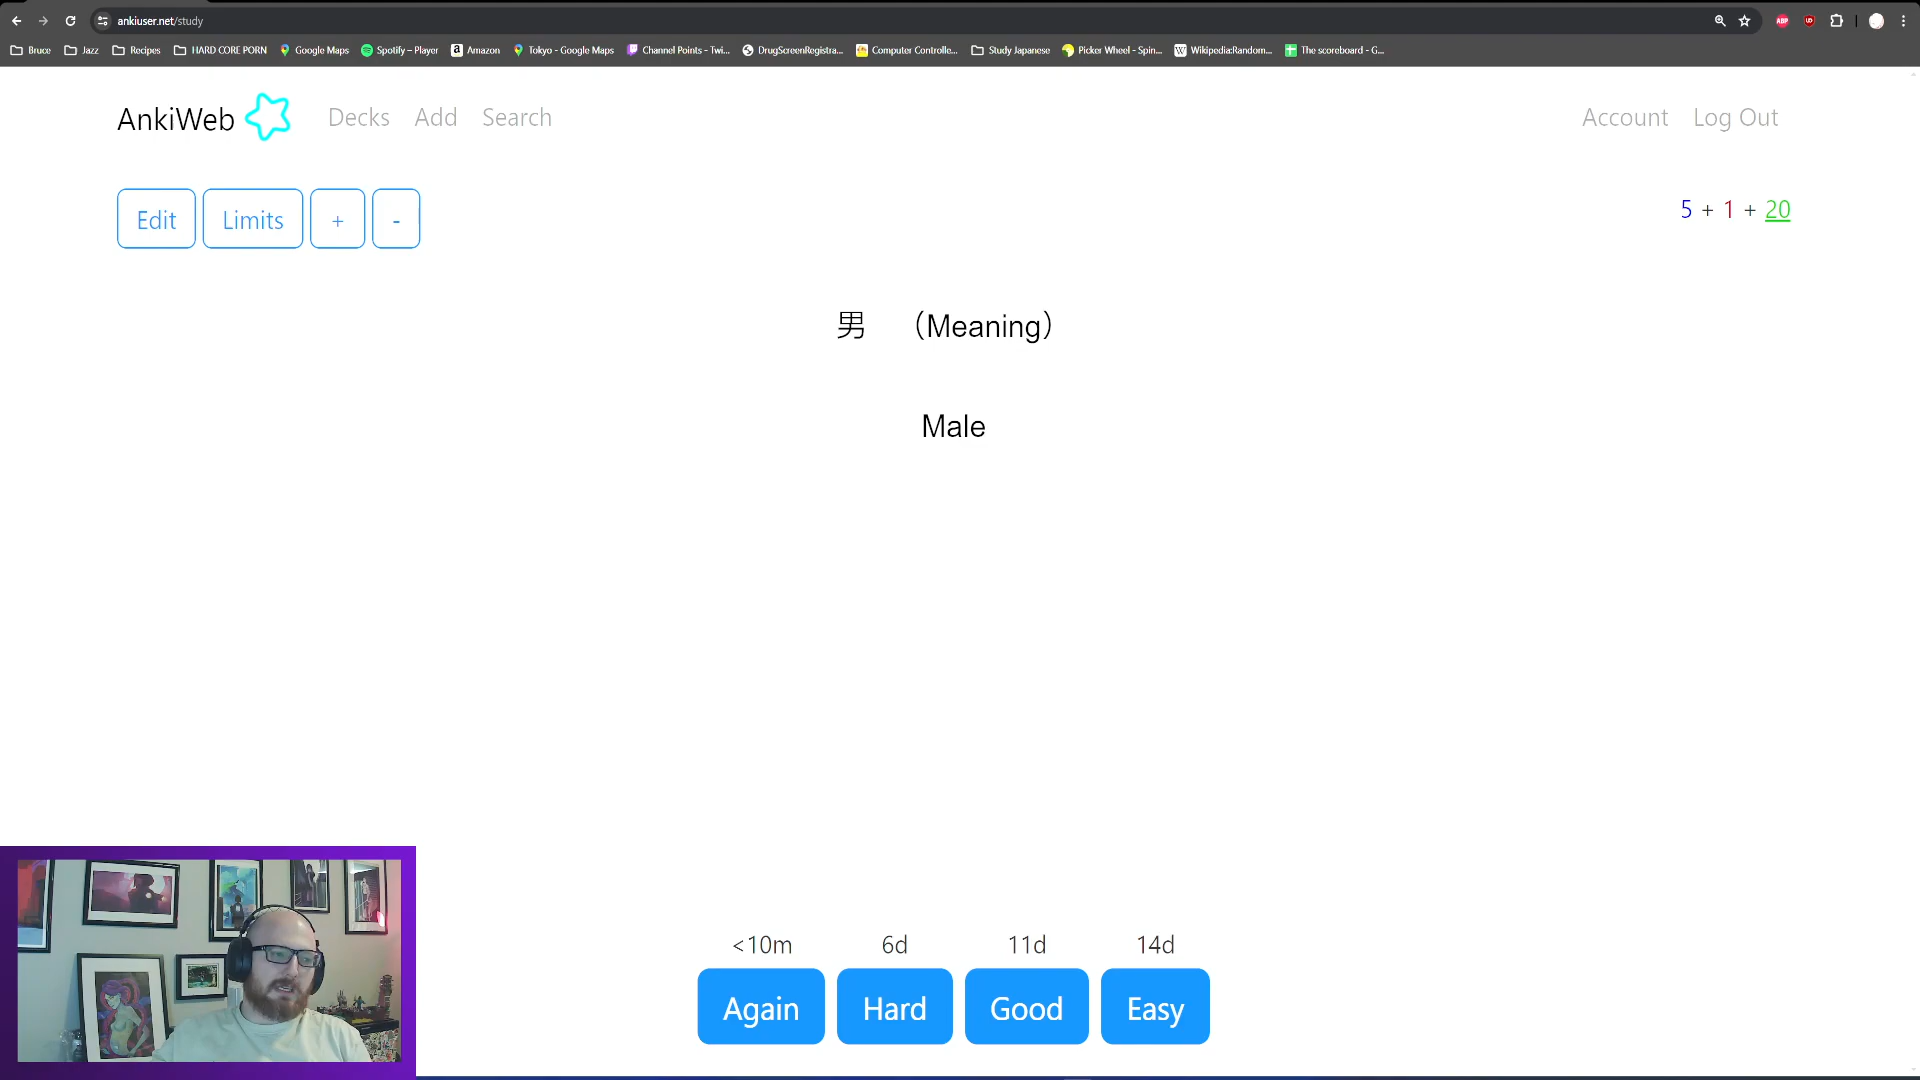 ankiuser.net/study
Bruce Jazz Recipes HARD CORE PORN Google Maps Spotify – Player Amazon Tokyo - Google Maps Channel Points - Twi... DrugScreenRegistra... Computer Controlle... Study Japanese Picker Wheel - Spin... Wikipedia:Random... The scoreboard - G...
AnkiWeb Decks Add Search Account Log Out
Edit Limits + - 5 + 1 + 20
男 （Meaning）
Male
<10m 6d 11d 14d
Again Hard Good Easy